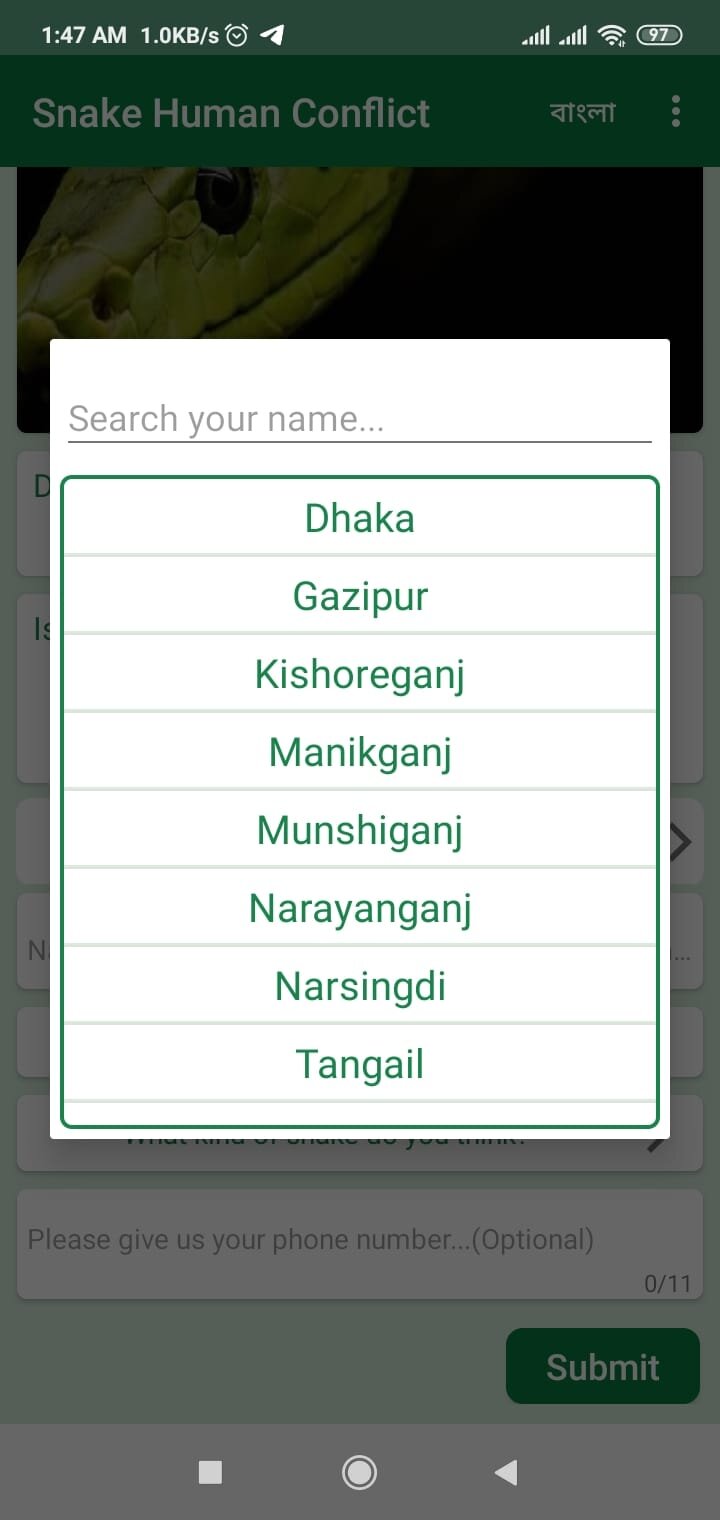 1:47 AM 1.0KB/s 97
Snake Human Conflict বাংলা
Search your name...
Dhaka
Gazipur
Kishoreganj
Manikganj
Munshiganj
Narayanganj
Narsingdi
Tangail
What kind of snake do you think?
Please give us your phone number...(Optional)
0/11
Submit